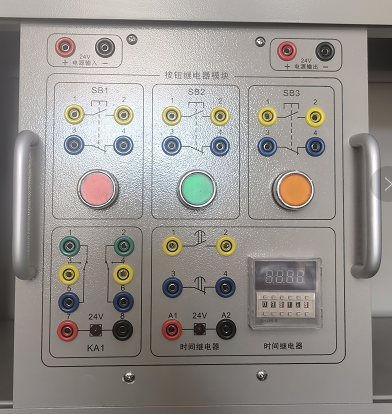 24V 24V
+ 电源输入 − + 电源输出 −
按钮继电器模块
SB1 SB2 SB3
1 2 1 2 1 2
3 4 3 4 3 4
1 2 1 2
3 4
5 6 3 4
7 24V 8 A1 24V A2
KA1 时间继电器 时间继电器